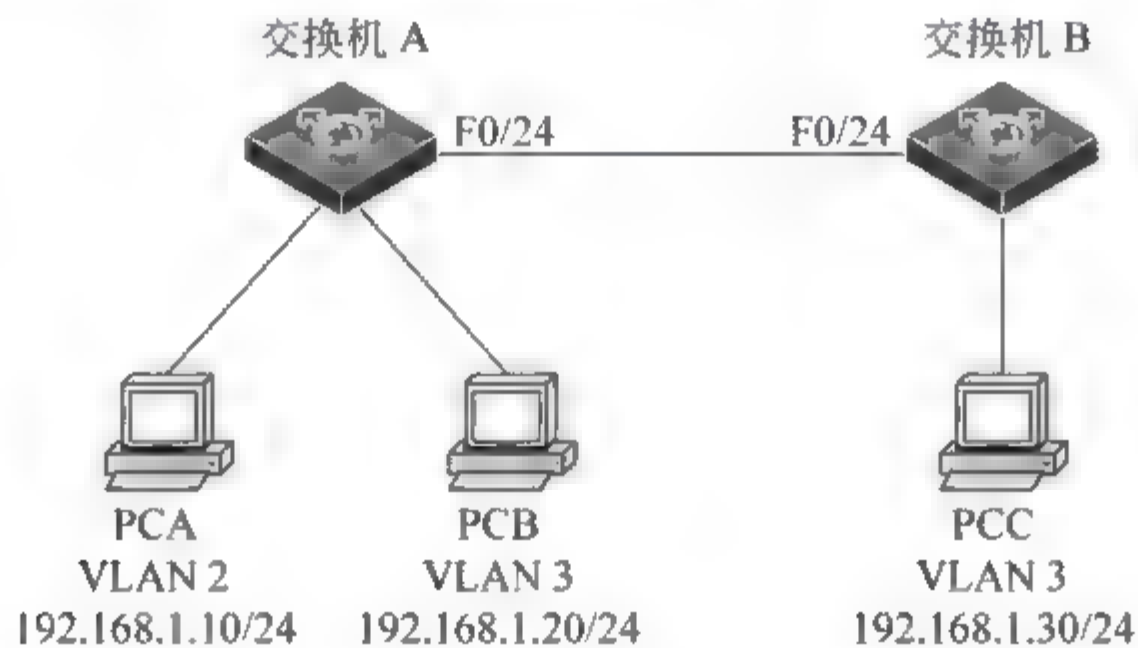 交换机 A
交换机 B
F0/24
F0/24
PCA
VLAN 2
192.168.1.10/24
PCB
VLAN 3
192.168.1.20/24
PCC
VLAN 3
192.168.1.30/24